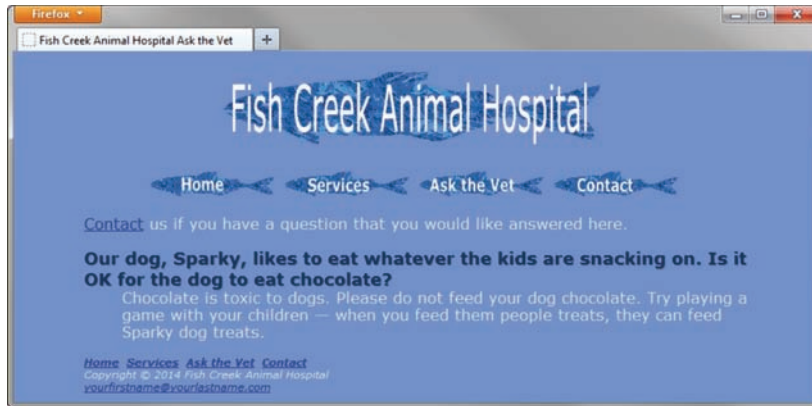 Firefox
Fish Creek Animal Hospital Ask the Vet
Fish Creek Animal Hospital
Home Services Ask the Vet Contact
Contact us if you have a question that you would like answered here.
Our dog, Sparky, likes to eat whatever the kids are snacking on. Is it
OK for the dog to eat chocolate?
Chocolate is toxic to dogs. Please do not feed your dog chocolate. Try playing a
game with your children — when you feed them people treats, they can feed
Sparky dog treats.
Home Services Ask the Vet Contact
Copyright © 2014 Fish Creek Animal Hospital
yourfirstname@yourlastname.com